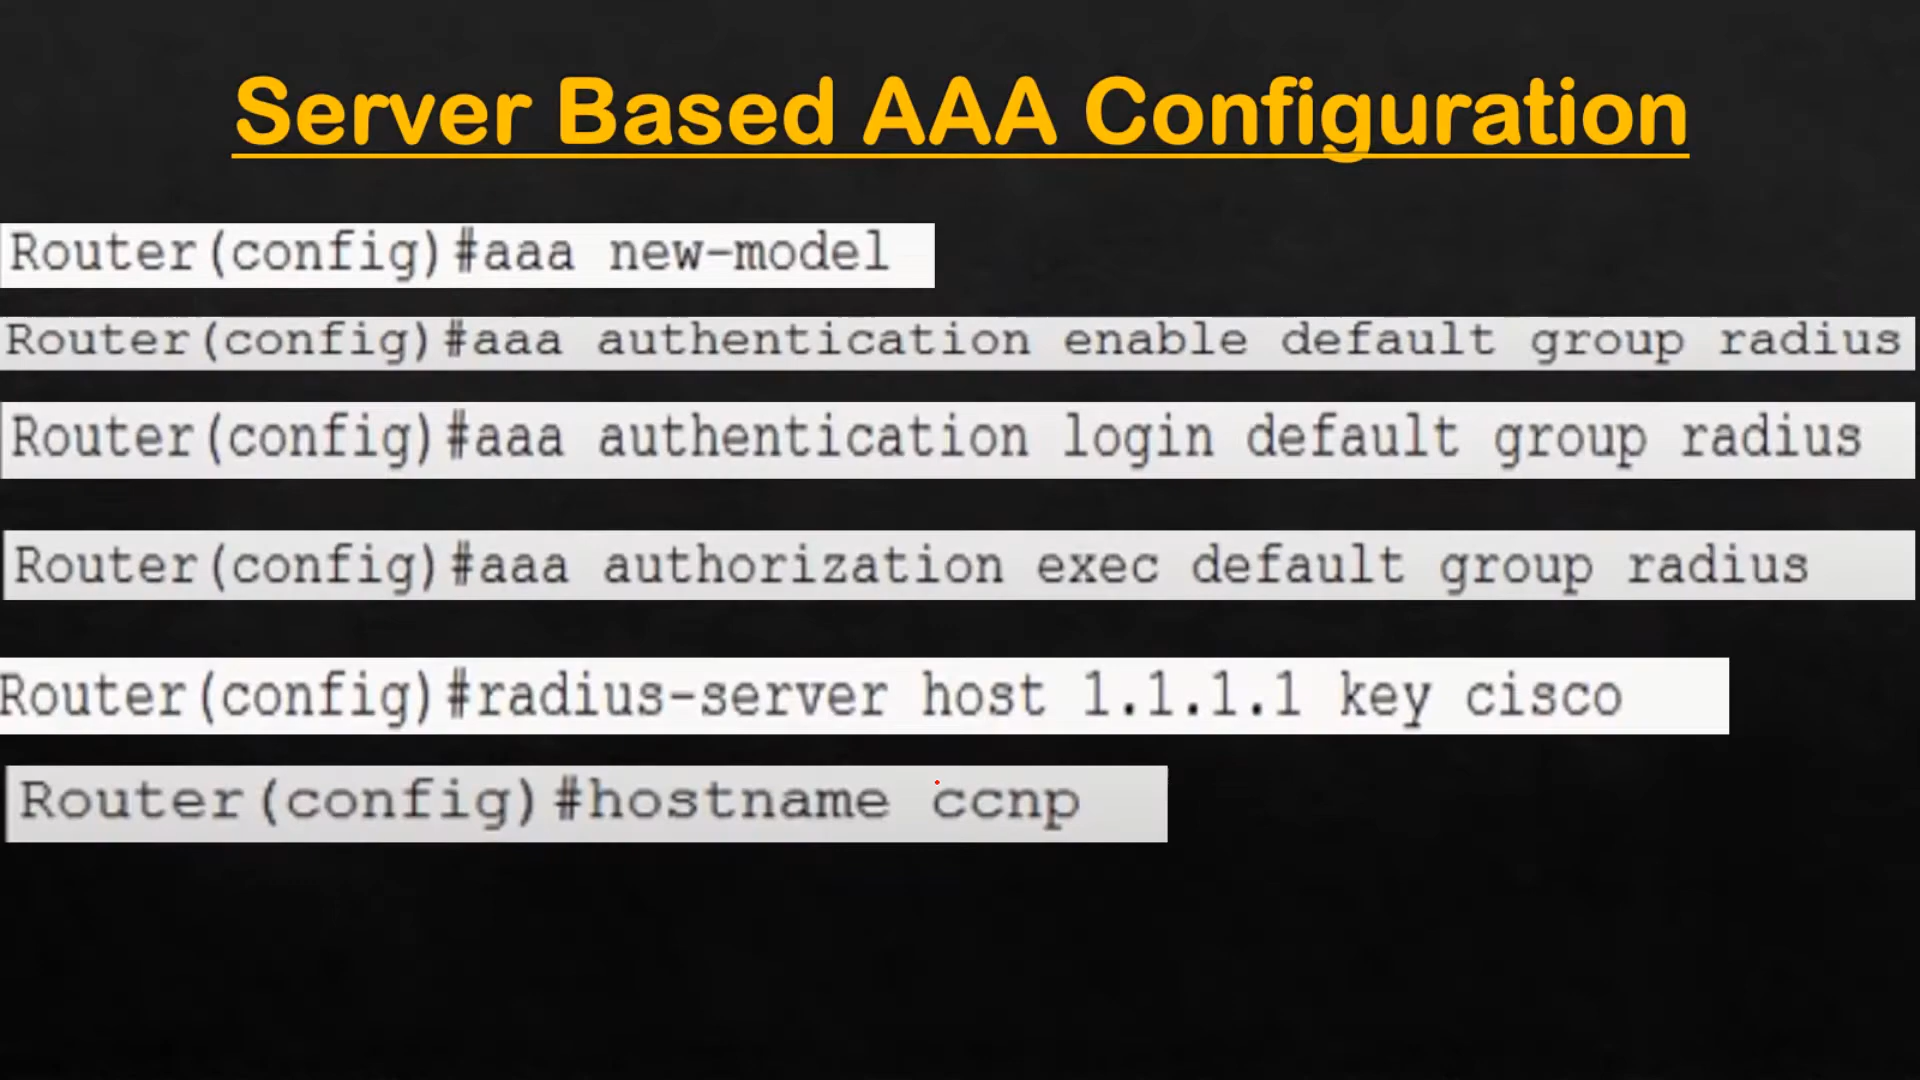 Server Based AAA Configuration
Router(config)#aaa new-model
Router(config)#aaa authentication enable default group radius
Router(config)#aaa authentication login default group radius
Router(config)#aaa authorization exec default group radius
Router(config)#radius-server host 1.1.1.1 key cisco
Router(config)#hostname ccnp